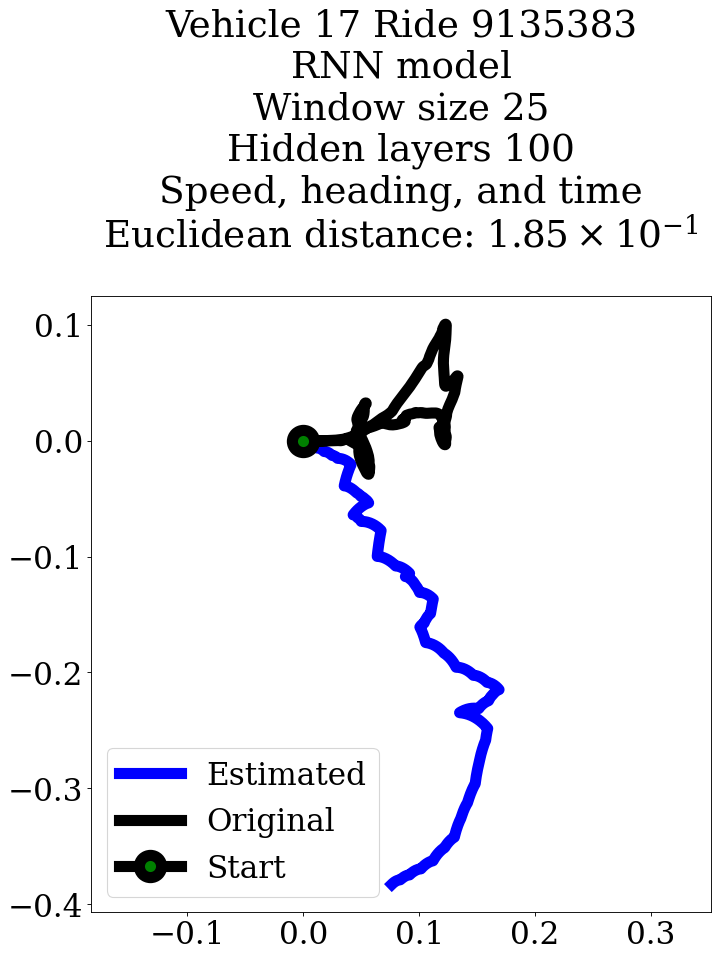 Vehicle 17 Ride 9135383
RNN model
Window size 25
Hidden layers 100
Speed, heading, and time
Euclidean distance: 1.85 × 10⁻¹
0.1
0.0
−0.1
−0.2
−0.3
−0.4
Estimated
Original
Start
−0.1 0.0 0.1 0.2 0.3